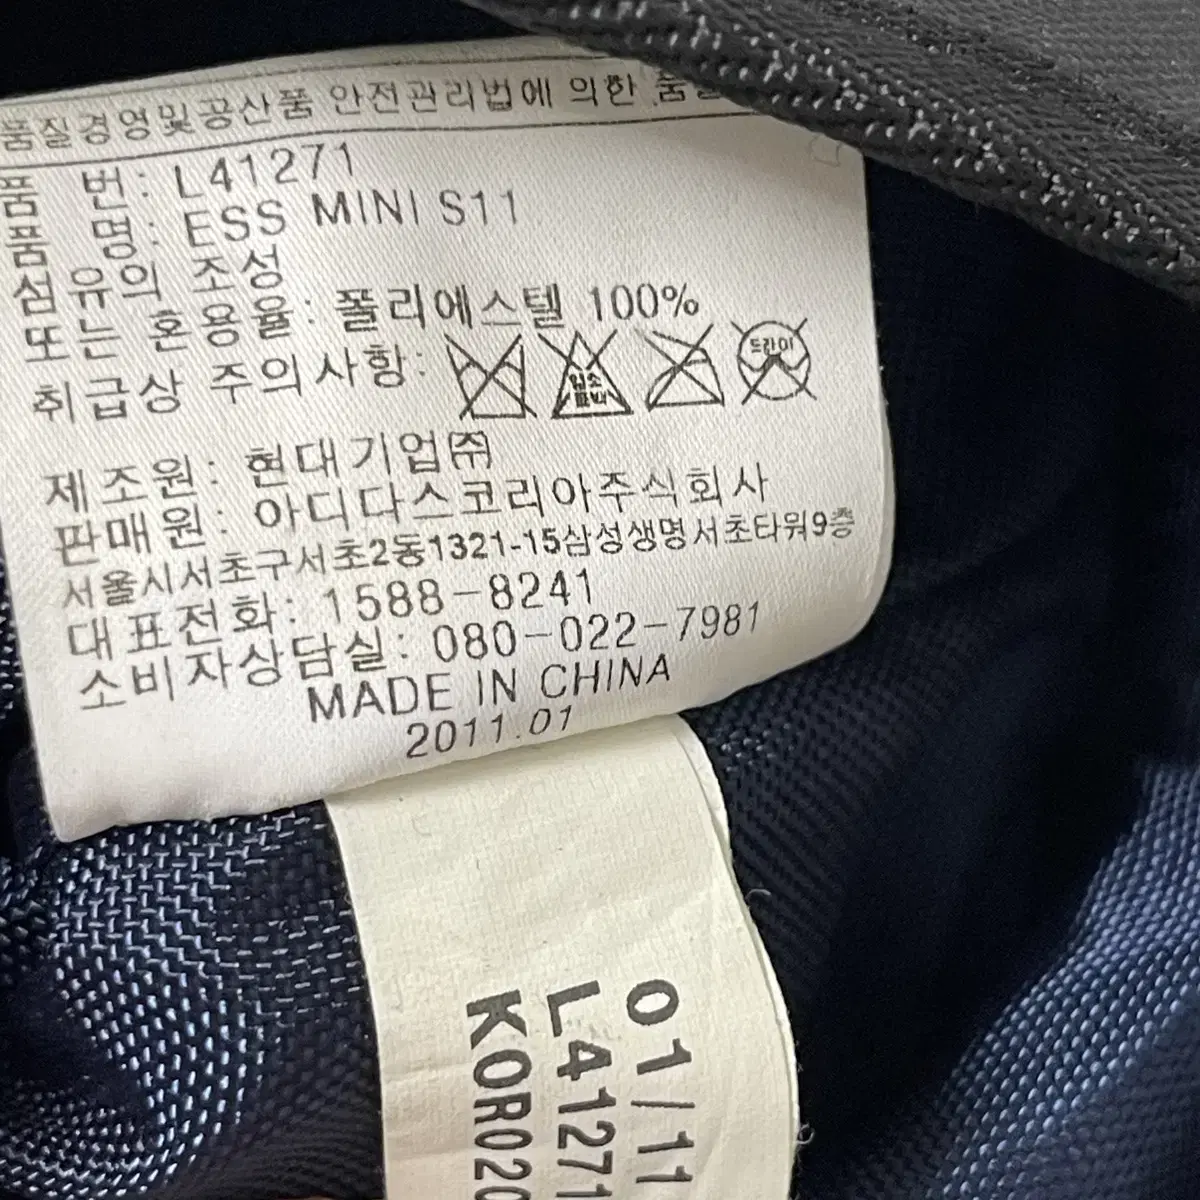 품질경영및공산품 안전관리법에 의한 품질
품 번: L41271
품 명: ESS MINI S11
섬유의 조성
또는 혼용율: 폴리에스텔 100%
취급상 주의사항:
염소
표백
드라이
제조원: 현대기업㈜
판매원: 아디다스코리아주식회사
서울시서초구서초2동1321-15삼성생명서초타워9층
대표전화: 1588-8241
소비자상담실: 080-022-7981
MADE IN CHINA
2011.01
01/11
L41271
KOR020